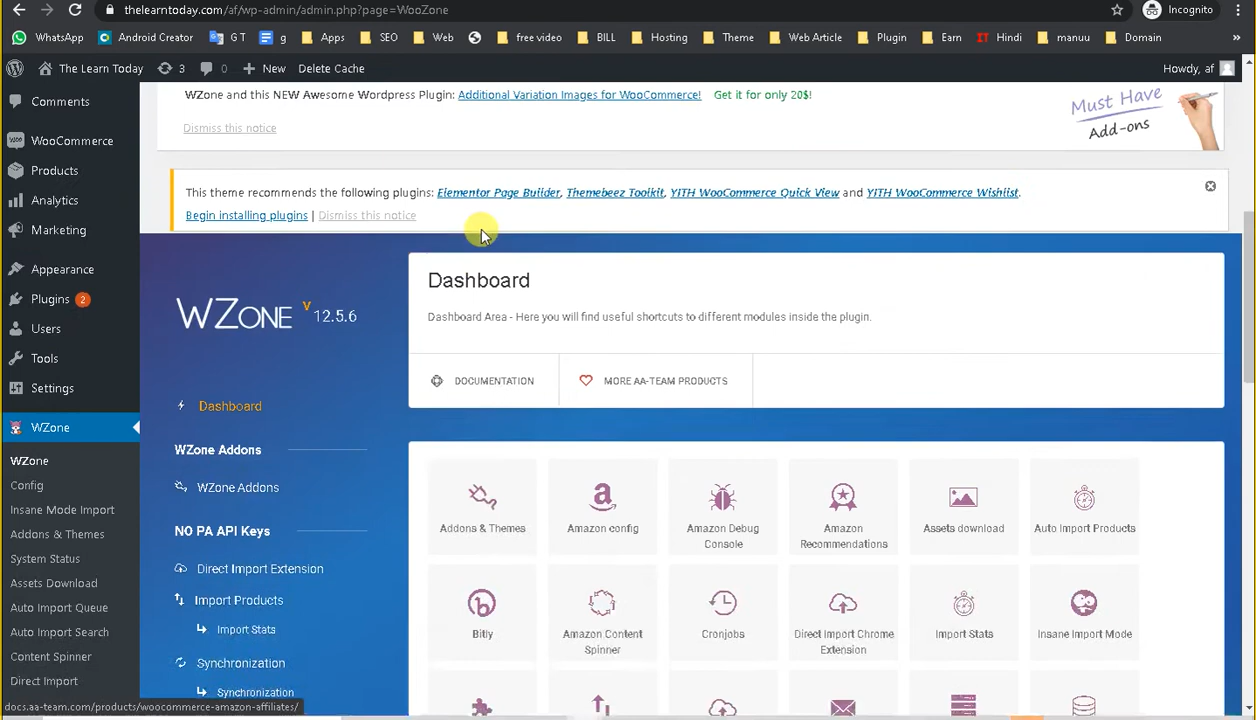 thelearntoday.com/af/wp-admin/admin.php?page=WooZone
Incognito
WhatsApp Android Creator G T g Apps SEO Web free video BILL Hosting Theme Web Article Plugin Earn IT Hindi manuu Domain »
The Learn Today 3 0 New Delete Cache Howdy, af
WZone and this NEW Awesome Wordpress Plugin: Additional Variation Images for WooCommerce! Get it for only 20$!
Dismiss this notice
Must Have
Add-ons
This theme recommends the following plugins: Elementor Page Builder, Themebeez Toolkit, YITH WooCommerce Quick View and YITH WooCommerce Wishlist.
Begin installing plugins | Dismiss this notice
Comments
WooCommerce
Products
Analytics
Marketing
Appearance
Plugins 2
Users
Tools
Settings
WZone
WZone
Config
Insane Mode Import
Addons & Themes
System Status
Assets Download
Auto Import Queue
Auto Import Search
Content Spinner
Direct Import
WZONE V 12.5.6
Dashboard
WZone Addons
WZone Addons
NO PA API Keys
Direct Import Extension
Import Products
Import Stats
Synchronization
Synchronization
Dashboard
Dashboard Area - Here you will find useful shortcuts to different modules inside the plugin.
DOCUMENTATION MORE AA-TEAM PRODUCTS
Addons & Themes
Amazon config
Amazon Debug
Console
Amazon
Recommendations
Assets download
Auto Import Products
Bitly
Amazon Content
Spinner
Cronjobs
Direct Import Chrome
Extension
Import Stats
Insane Import Mode
docs.aa-team.com/products/woocommerce-amazon-affiliates/